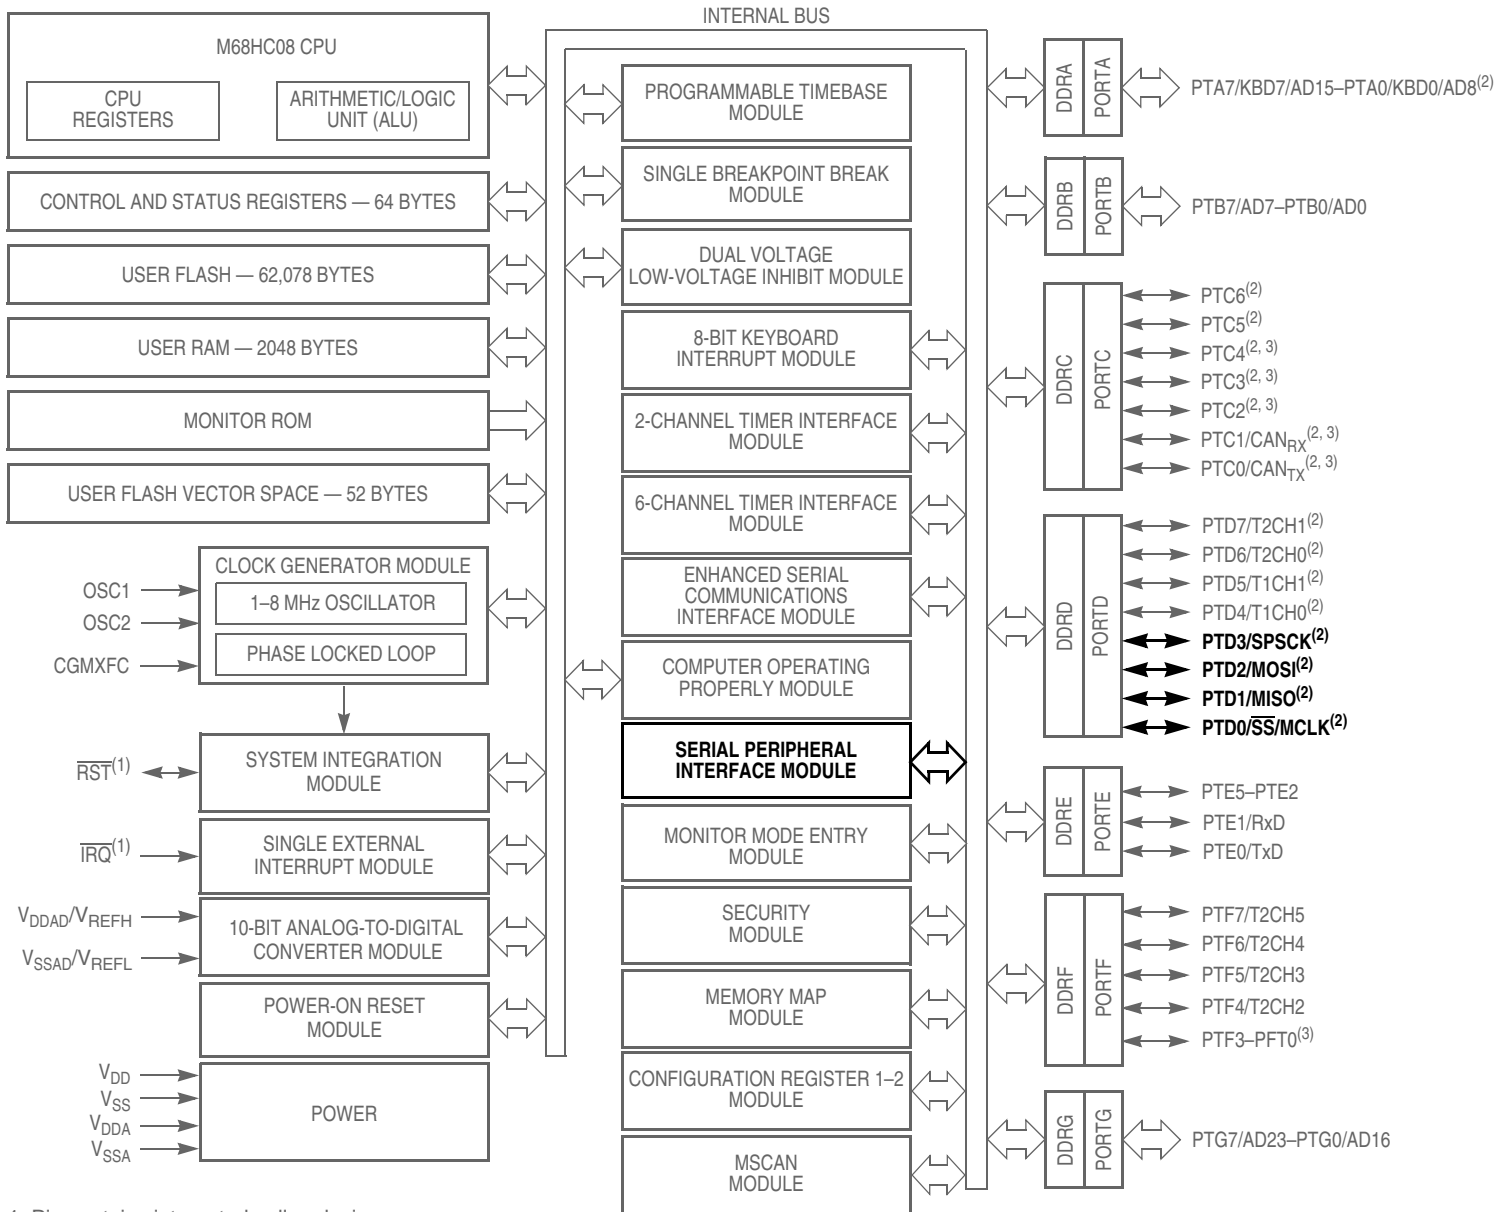 INTERNAL BUS
M68HC08 CPU
CPU
REGISTERS
ARITHMETIC/LOGIC
UNIT (ALU)
CONTROL AND STATUS REGISTERS — 64 BYTES
USER FLASH — 62,078 BYTES
USER RAM — 2048 BYTES
MONITOR ROM
USER FLASH VECTOR SPACE — 52 BYTES
OSC1
OSC2
CGMXFC
CLOCK GENERATOR MODULE
1–8 MHz OSCILLATOR
PHASE LOCKED LOOP
RST(1)
SYSTEM INTEGRATION
MODULE
IRQ(1)
SINGLE EXTERNAL
INTERRUPT MODULE
VDDAD/VREFH
VSSAD/VREFL
10-BIT ANALOG-TO-DIGITAL
CONVERTER MODULE
POWER-ON RESET
MODULE
VDD
VSS
VDDA
VSSA
POWER
PROGRAMMABLE TIMEBASE
MODULE
SINGLE BREAKPOINT BREAK
MODULE
DUAL VOLTAGE
LOW-VOLTAGE INHIBIT MODULE
8-BIT KEYBOARD
INTERRUPT MODULE
2-CHANNEL TIMER INTERFACE
MODULE
6-CHANNEL TIMER INTERFACE
MODULE
ENHANCED SERIAL
COMMUNICATIONS
INTERFACE MODULE
COMPUTER OPERATING
PROPERLY MODULE
SERIAL PERIPHERAL
INTERFACE MODULE
MONITOR MODE ENTRY
MODULE
SECURITY
MODULE
MEMORY MAP
MODULE
CONFIGURATION REGISTER 1–2
MODULE
MSCAN
MODULE
DDRA
PORTA
PTA7/KBD7/AD15–PTA0/KBD0/AD8(2)
DDRB
PORTB
PTB7/AD7–PTB0/AD0
DDRC
PORTC
PTC6(2)
PTC5(2)
PTC4(2, 3)
PTC3(2, 3)
PTC2(2, 3)
PTC1/CANRX(2, 3)
PTC0/CANTX(2, 3)
DDRD
PORTD
PTD7/T2CH1(2)
PTD6/T2CH0(2)
PTD5/T1CH1(2)
PTD4/T1CH0(2)
PTD3/SPSCK(2)
PTD2/MOSI(2)
PTD1/MISO(2)
PTD0/SS/MCLK(2)
DDRE
PORTE
PTE5–PTE2
PTE1/RxD
PTE0/TxD
DDRF
PORTF
PTF7/T2CH5
PTF6/T2CH4
PTF5/T2CH3
PTF4/T2CH2
PTF3–PFT0(3)
DDRG
PORTG
PTG7/AD23–PTG0/AD16